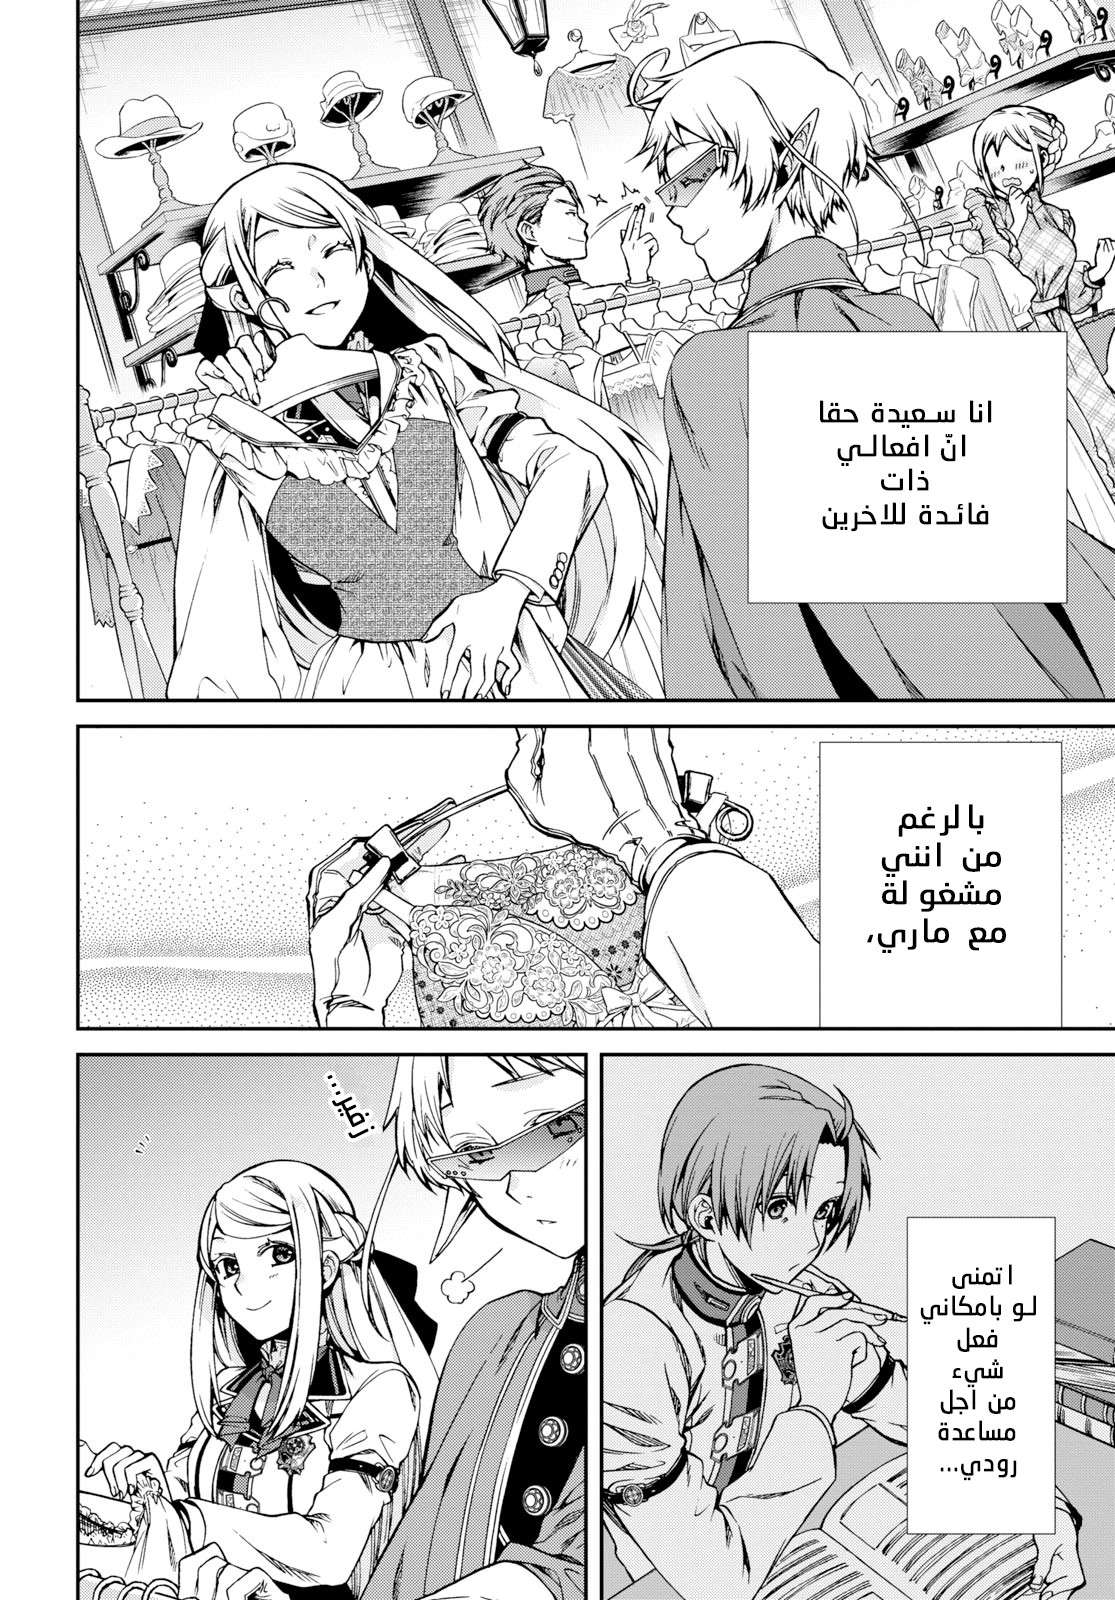 انا سعيدة حقا
انّ افعالي
ذات
فائدة للاخرين
بالرغم
من انني
مشغولة
مع ماري،
اتمنى
لو بامكاني
فعل
شيء
من اجل
مساعدة
رودي...
زفير...